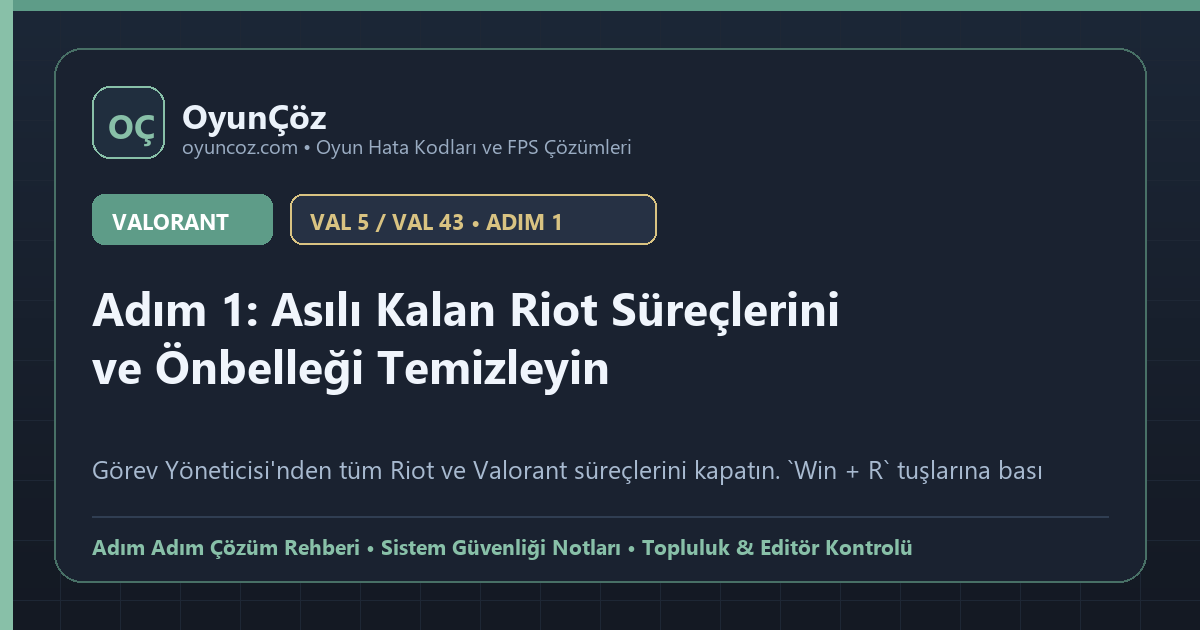 OÇ
OyunÇöz
oyuncoz.com • Oyun Hata Kodları ve FPS Çözümleri
VALORANT
VAL 5 / VAL 43 • ADIM 1
Adım 1: Asılı Kalan Riot Süreçlerini
ve Önbelleği Temizleyin
Görev Yöneticisi'nden tüm Riot ve Valorant süreçlerini kapatın. `Win + R` tuşlarına bası
Adım Adım Çözüm Rehberi • Sistem Güvenliği Notları • Topluluk & Editör Kontrolü